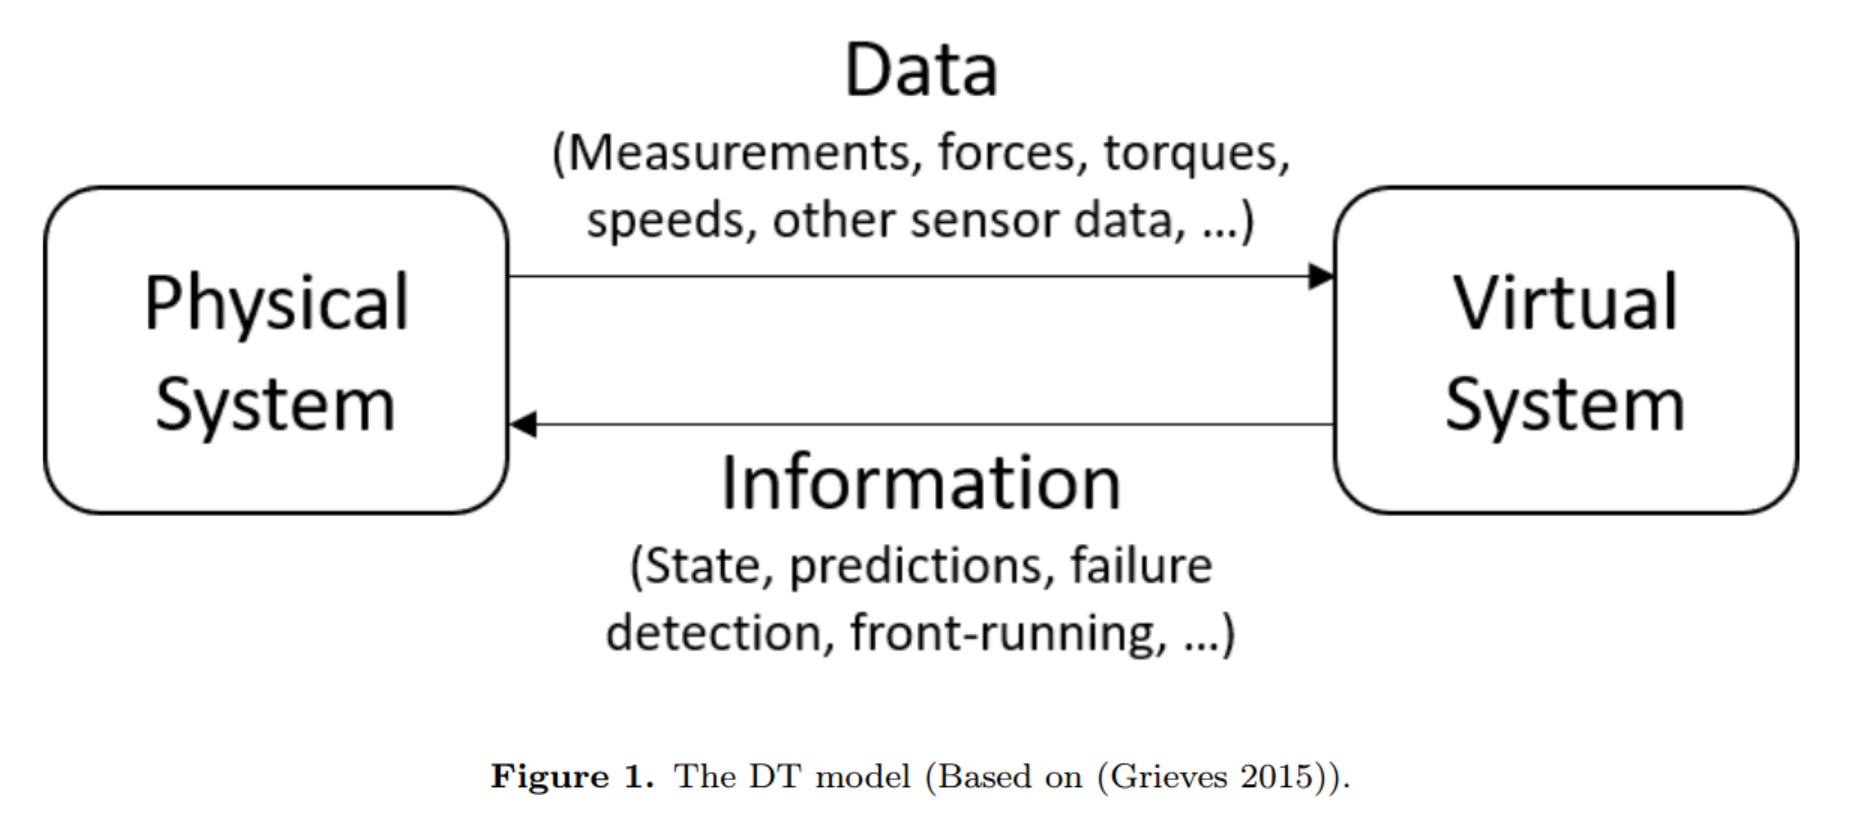 Data
(Measurements, forces, torques,
speeds, other sensor data, ...)
Physical
System
Virtual
System
Information
(State, predictions, failure
detection, front-running, ...)
Figure 1. The DT model (Based on (Grieves 2015)).